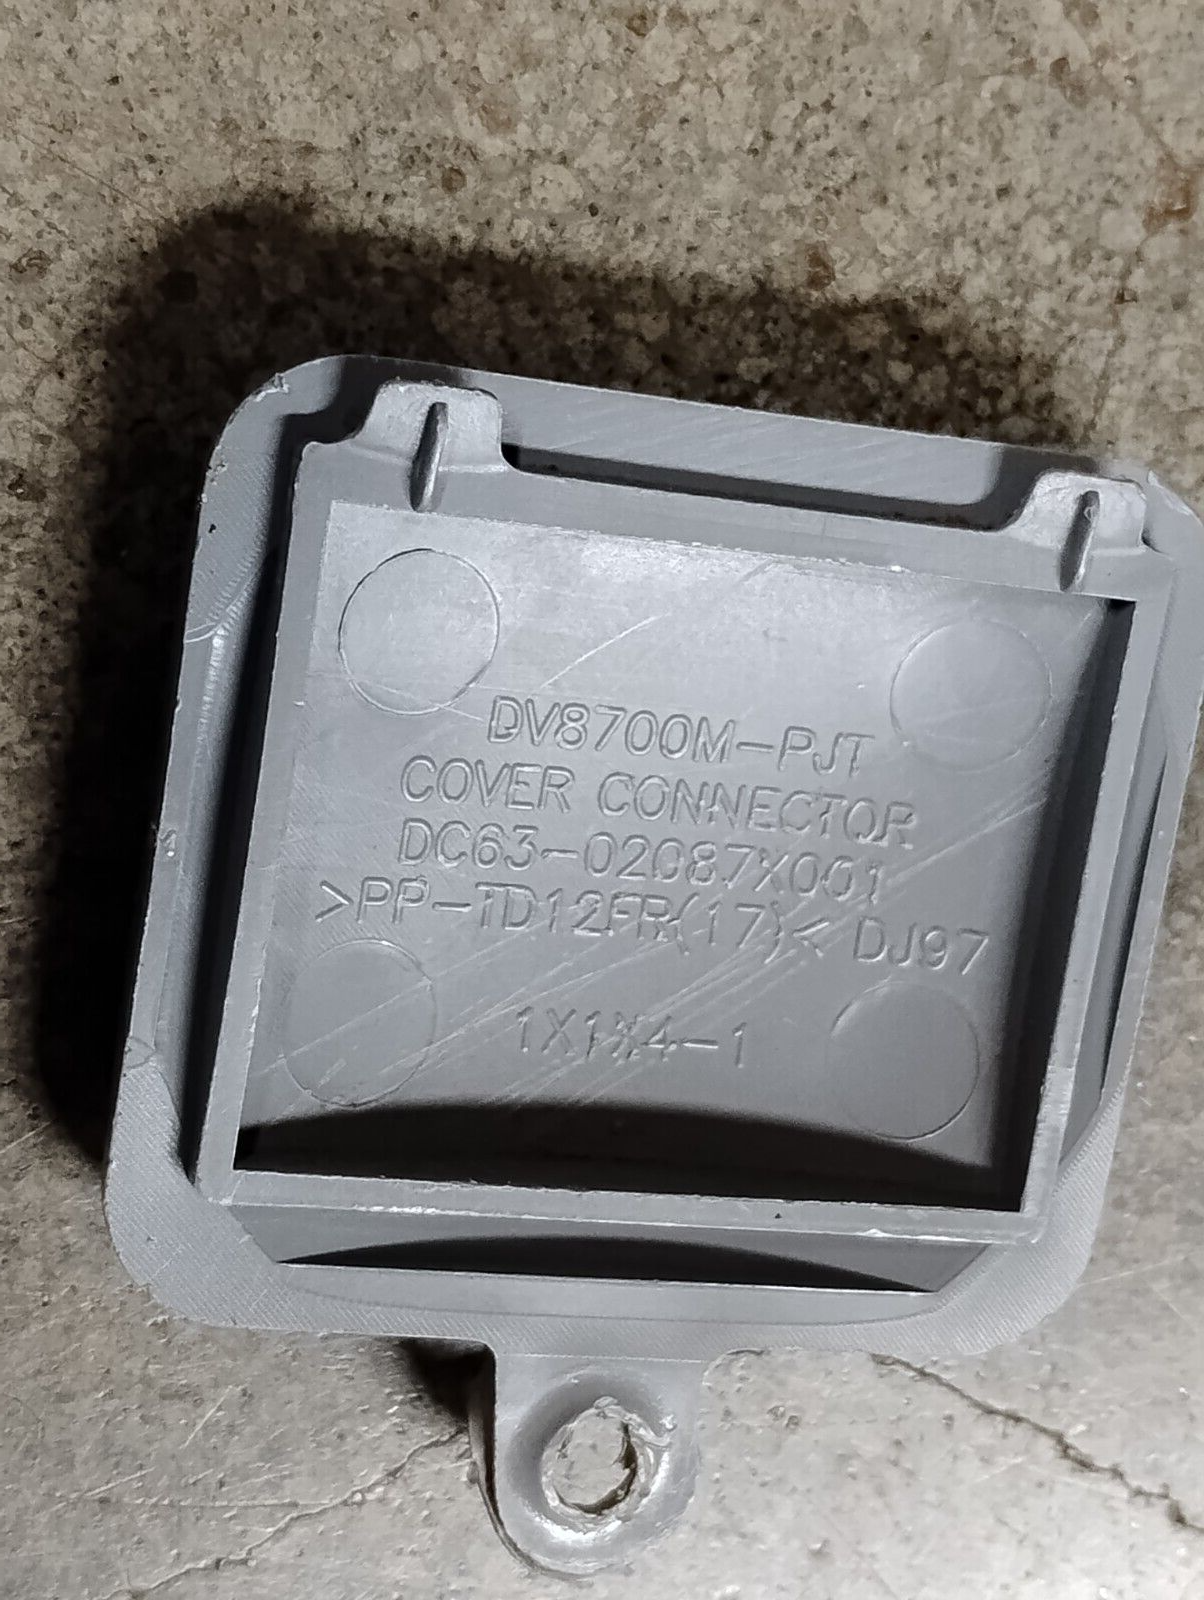 DV8700M-PJT
COVER CONNECTOR
DC63-02087X001
>PP-TD12FR(17)< DJ97
1X1X4-1